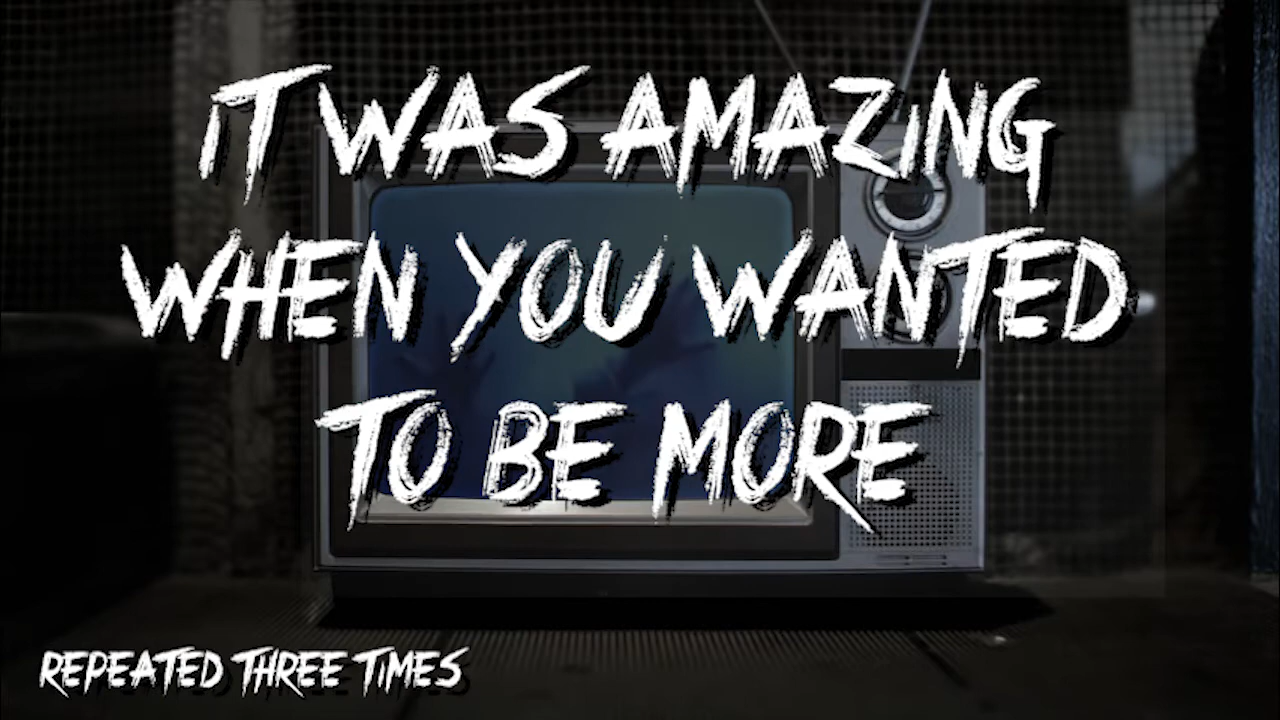 IT WAS AMAZING
WHEN YOU WANTED
TO BE MORE
REPEATED THREE TIMES